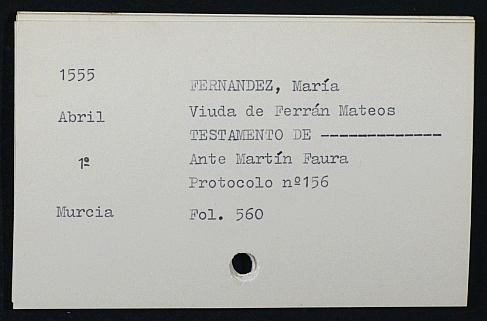 1555
FERNANDEZ, María
Abril
Viuda de Ferrán Mateos
TESTAMENTO DE -------------
1º
Ante Martín Faura
Protocolo nº156
Murcia
Fol. 560